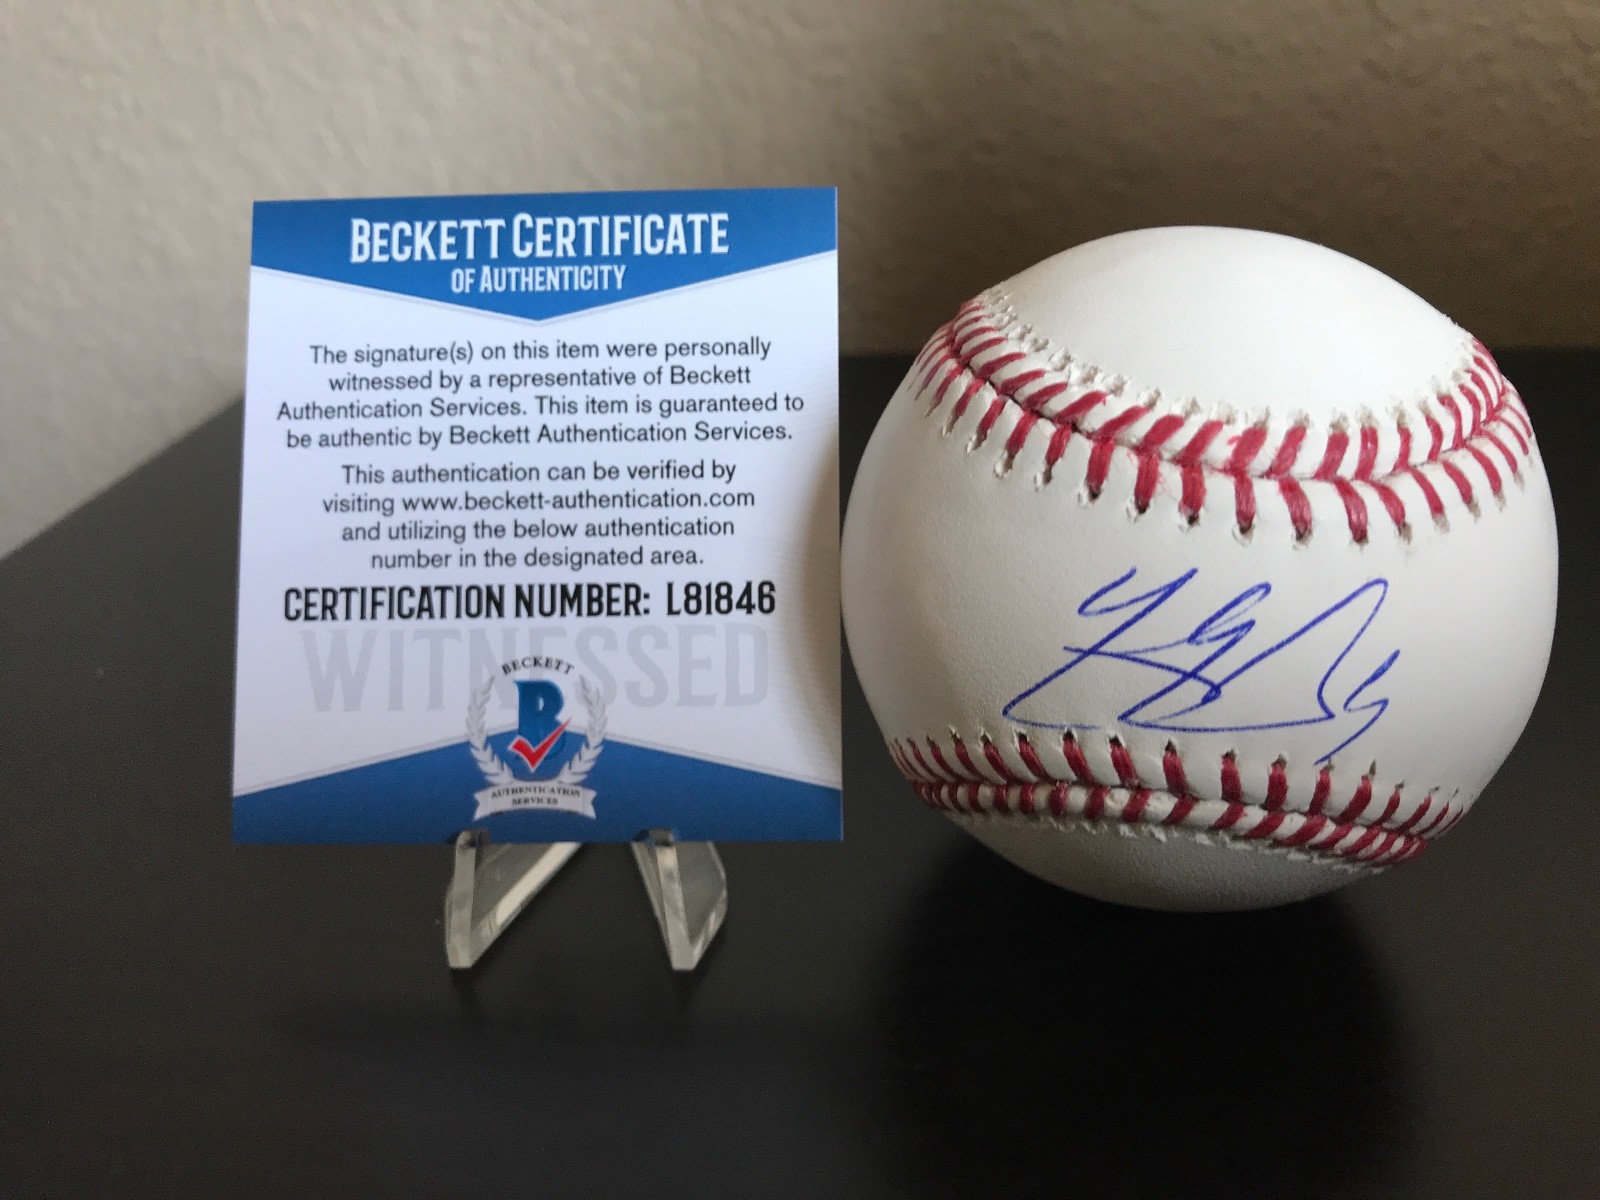 BECKETT CERTIFICATE
OF AUTHENTICITY
The signature(s) on this item were personally
witnessed by a representative of Beckett
Authentication Services. This item is guaranteed to
be authentic by Beckett Authentication Services.
This authentication can be verified by
visiting www.beckett-authentication.com
and utilizing the below authentication
number in the designated area.
CERTIFICATION NUMBER: L81846
WITNESSED
BECKETT
B
AUTHENTICATION
SERVICES